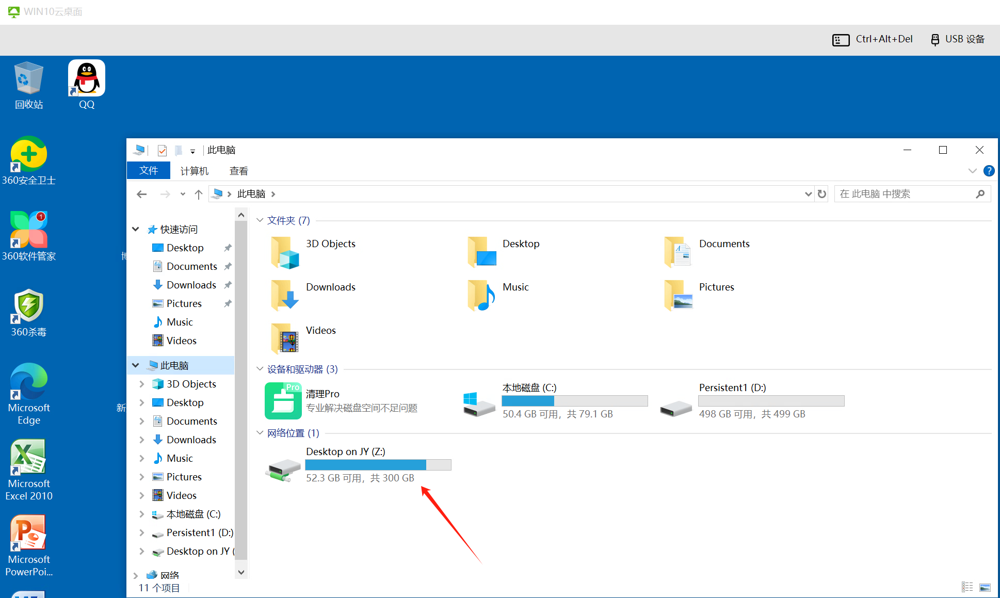 WIN10云桌面
Ctrl+Alt+Del
USB 设备
回收站
QQ
360安全卫士
1
360软件管家
360杀毒
Microsoft
Edge
Microsoft
Excel 2010
Microsoft
PowerPoi...
博
新
此电脑
文件
计算机
查看
?
此电脑
在 此电脑 中搜索
快速访问
Desktop
Documents
Downloads
Pictures
Music
Videos
此电脑
3D Objects
Desktop
Documents
Downloads
Music
Pictures
Videos
本地磁盘 (C:)
Persistent1 (D:)
Desktop on JY (
网络
文件夹 (7)
3D Objects
Desktop
Documents
Downloads
Music
Pictures
Videos
设备和驱动器 (3)
Pro
清理Pro
专业解决磁盘空间不足问题
本地磁盘 (C:)
50.4 GB 可用，共 79.1 GB
Persistent1 (D:)
498 GB 可用，共 499 GB
网络位置 (1)
Desktop on JY (Z:)
52.3 GB 可用，共 300 GB
11 个项目